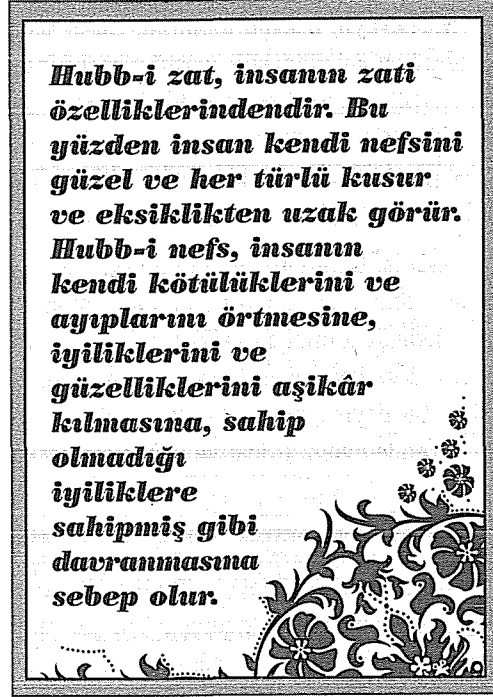 Hubb-i zat, insanın zati
özelliklerindendir. Bu
yüzden insan kendi nefsini
güzel ve her türlü kusur
ve eksiklikten uzak görür.
Hubb-i nefs, insanın
kendi kötülüklerini ve
ayıplarını örtmesine,
iyiliklerini ve
güzelliklerini aşikâr
kılmasına, sahip
olmadığı
iyiliklere
sahipmiş gibi
davranmasına
sebep olur.